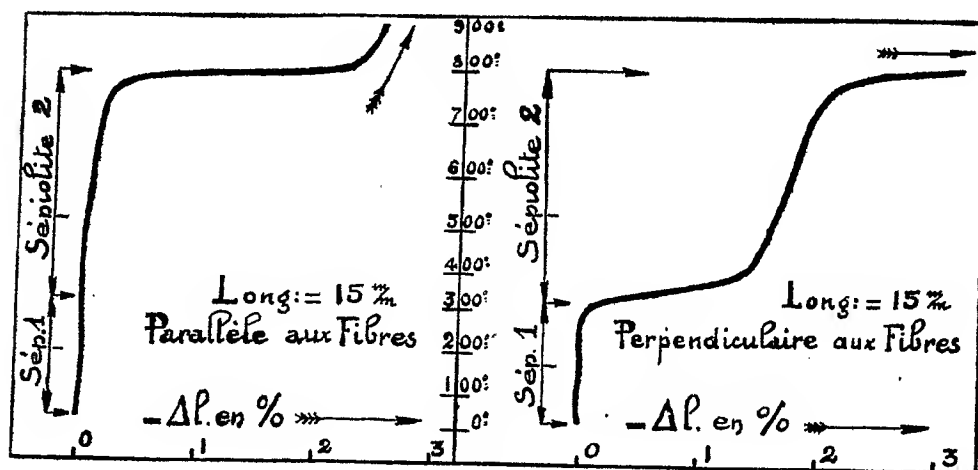 Sépiolite 2
Sép.1
Long:= 15 m/m
Parallèle aux Fibres
-Δl. en %
0 1 2 3
900°
800°
700°
600°
500°
400°
300°
200°
100°
0°
Sépiolite 2
Sép. 1
Long:= 15 m/m
Perpendiculaire aux Fibres
-Δl. en %
0 1 2 3